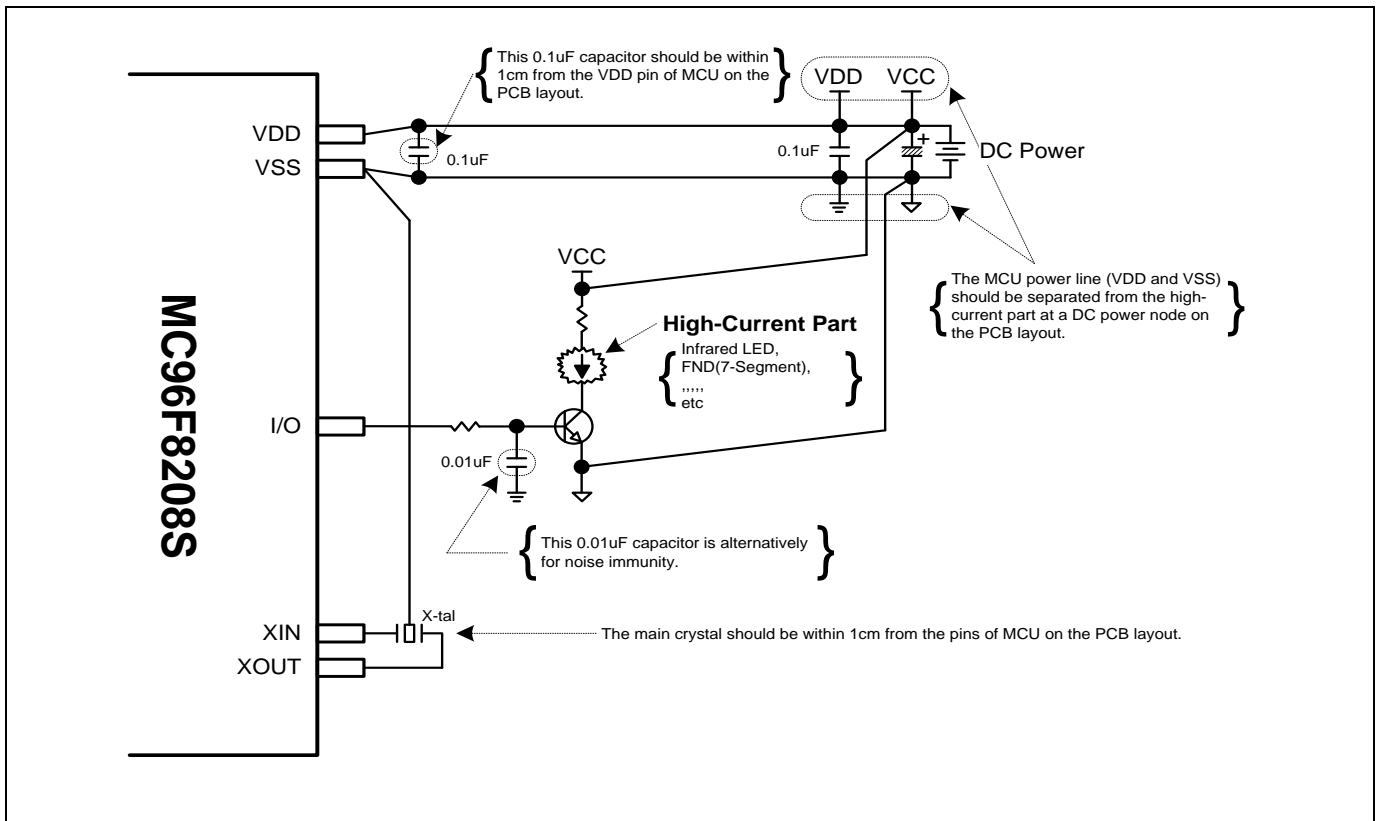 This 0.1uF capacitor should be within
1cm from the VDD pin of MCU on the
PCB layout.
VDD VCC
VDD
VSS
0.1uF
0.1uF
+
DC Power
VCC
The MCU power line (VDD and VSS)
should be separated from the high-
current part at a DC power node on
the PCB layout.
High-Current Part
Infrared LED,
FND(7-Segment),
,,,,,
etc
MC96F8208S
I/O
0.01uF
This 0.01uF capacitor is alternatively
for noise immunity.
X-tal
XIN
XOUT
The main crystal should be within 1cm from the pins of MCU on the PCB layout.